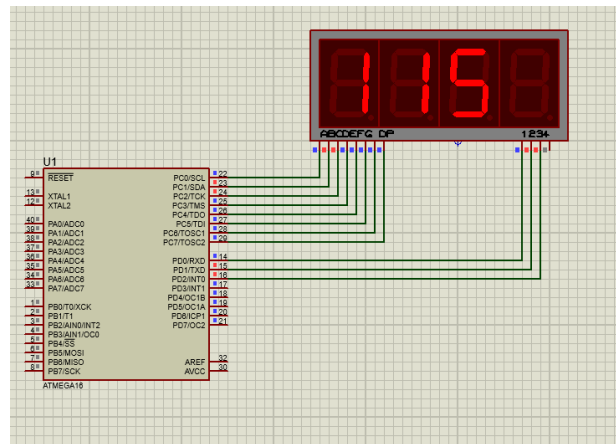 115
ABCDEFG DP
1234
U1
9 RESET
13 XTAL1
12 XTAL2
40 PA0/ADC0
39 PA1/ADC1
38 PA2/ADC2
37 PA3/ADC3
36 PA4/ADC4
35 PA5/ADC5
34 PA6/ADC6
33 PA7/ADC7
1 PB0/T0/XCK
2 PB1/T1
3 PB2/AIN0/INT2
4 PB3/AIN1/OC0
5 PB4/SS
6 PB5/MOSI
7 PB6/MISO
8 PB7/SCK
PC0/SCL 22
PC1/SDA 23
PC2/TCK 24
PC3/TMS 25
PC4/TDO 26
PC5/TDI 27
PC6/TOSC1 28
PC7/TOSC2 29
PD0/RXD 14
PD1/TXD 15
PD2/INT0 16
PD3/INT1 17
PD4/OC1B 18
PD5/OC1A 19
PD6/ICP1 20
PD7/OC2 21
AREF 32
AVCC 30
ATMEGA16